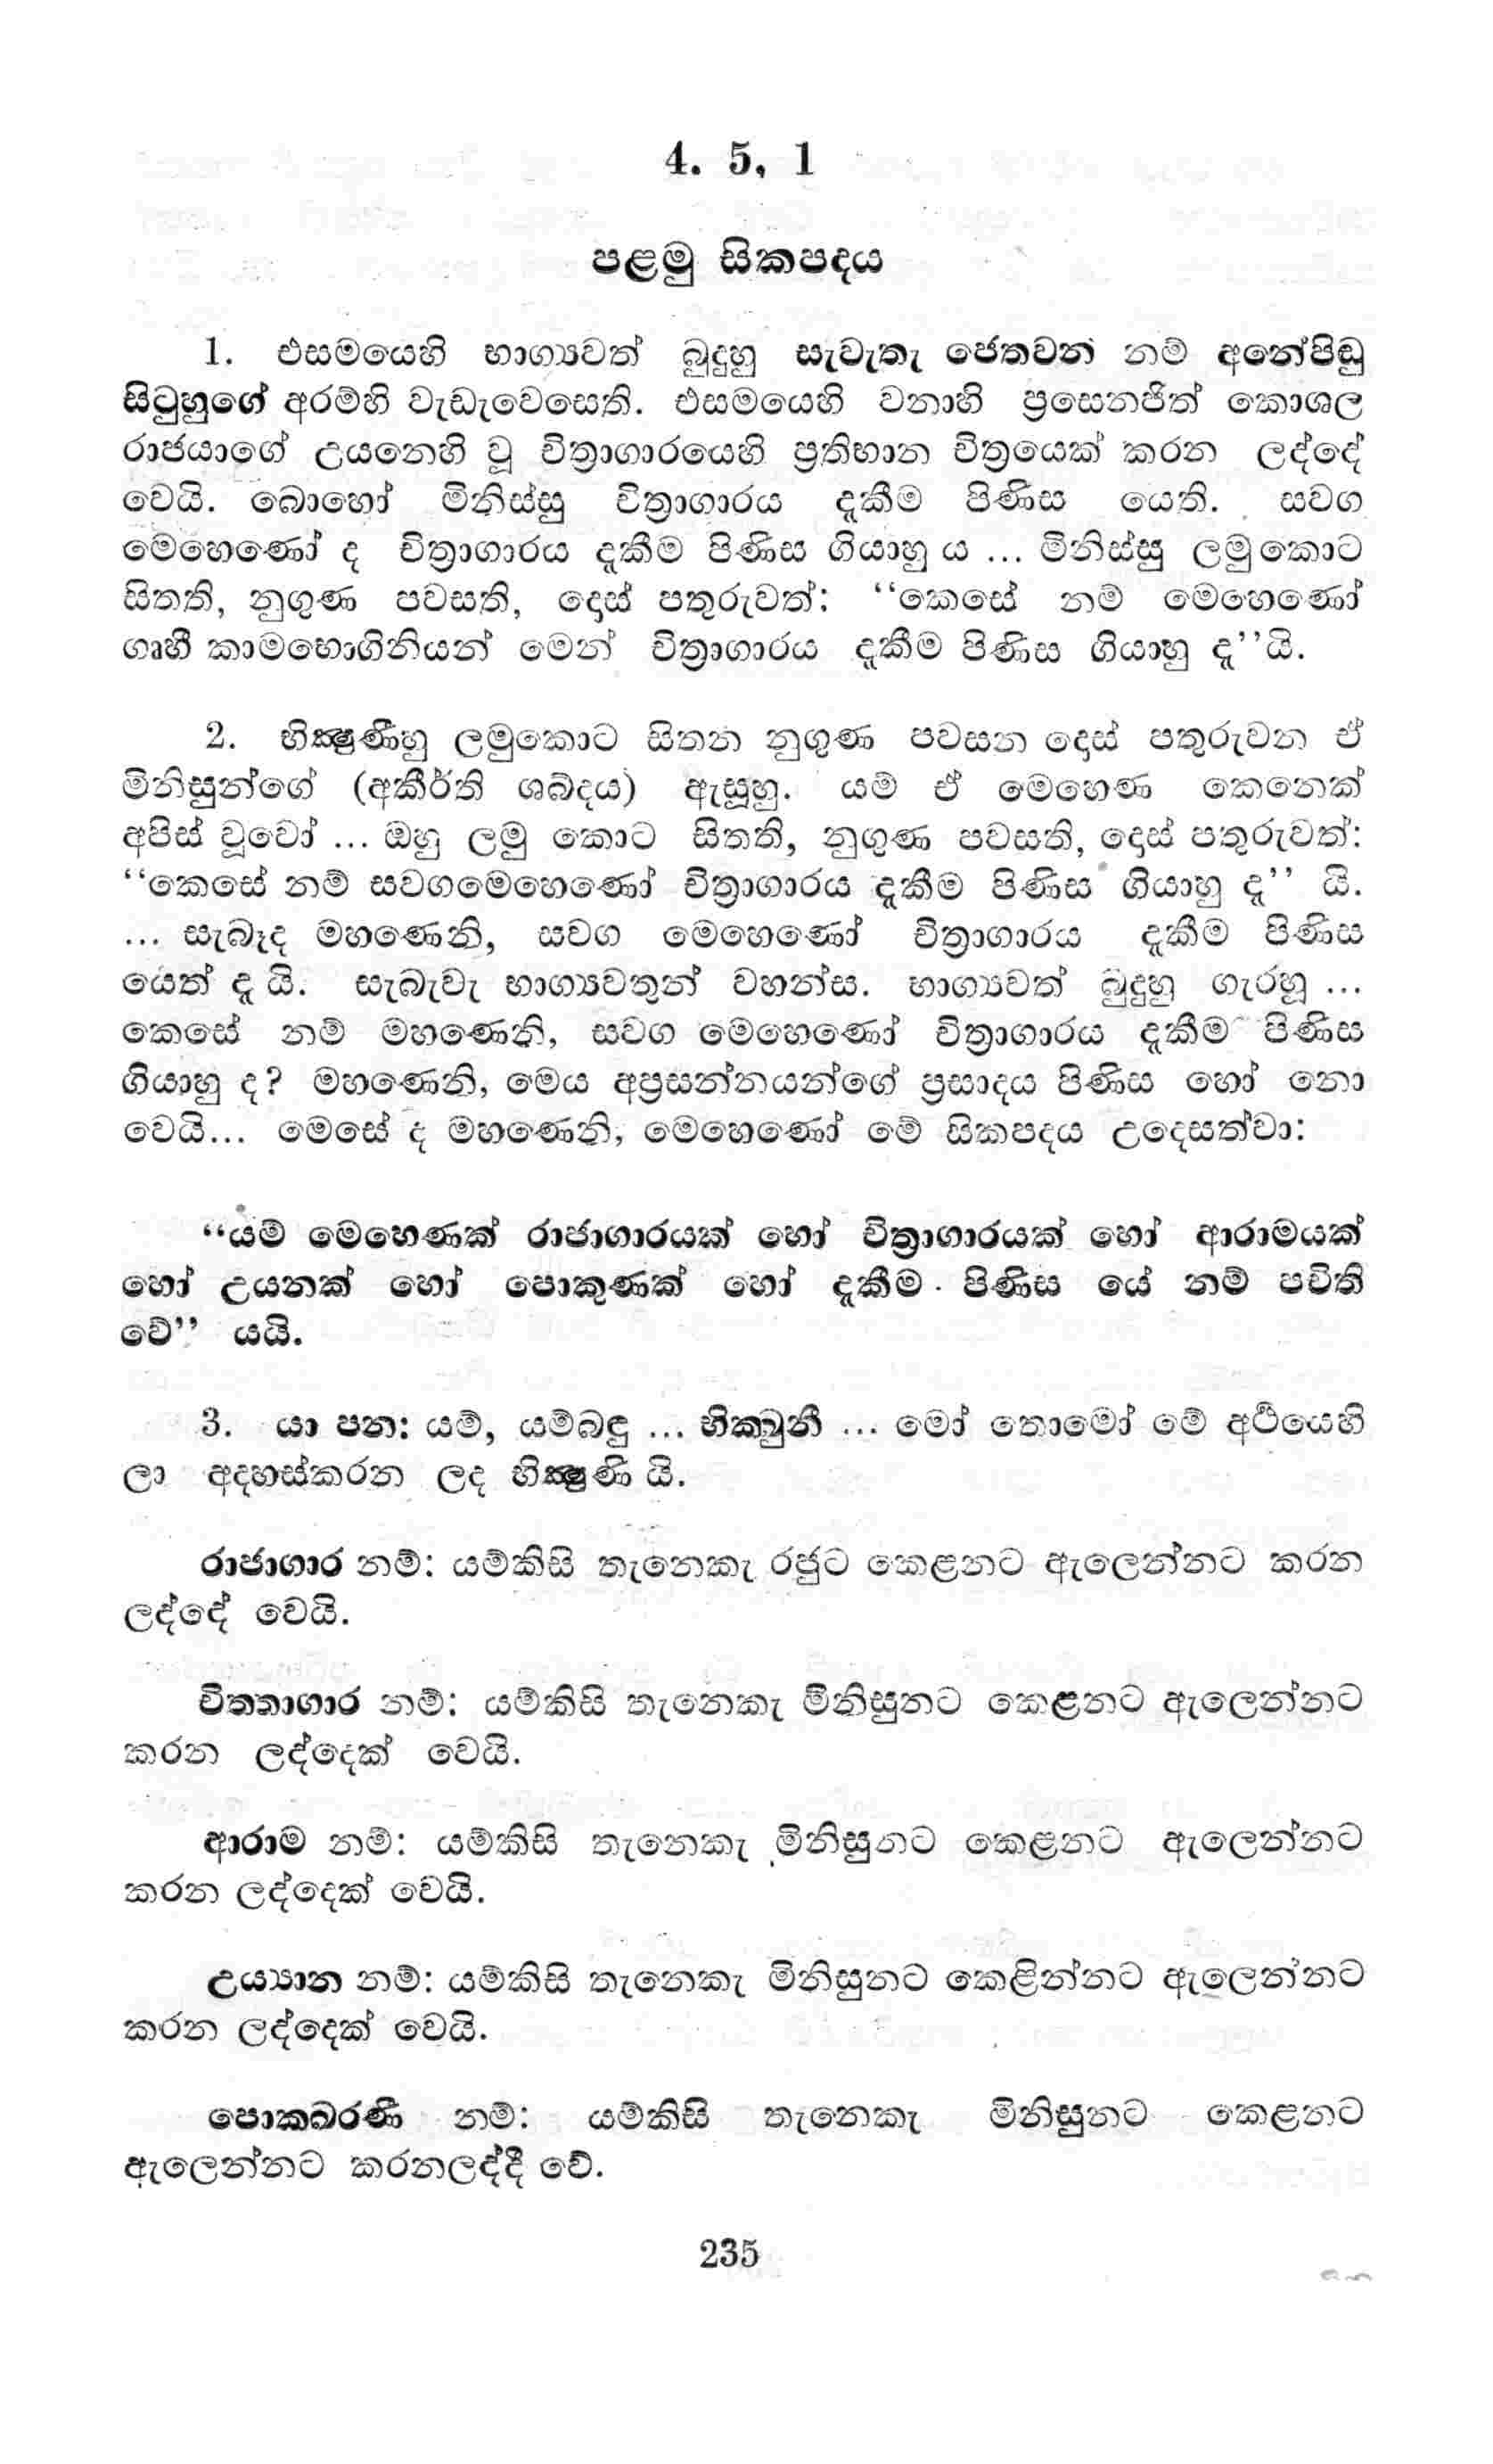 4. 5, 1
පළමු සිකපදය
1. එසමයෙහි භාග්‍යවත් බුදුහු සැවැතැ ජෙතවන නම් අනේපිඬු
සිටුහුගේ අරම්හි වැඩැවෙසෙති. එසමයෙහි වනාහි ප්‍රසෙනජිත් කොශල
රාජයාගේ උයනෙහි වූ චිත්‍රාගාරයෙහි ප්‍රතිභාන චිත්‍රයෙක් කරන ලද්දේ
වෙයි. බොහෝ මිනිස්සු චිත්‍රාගාරය දැකීම පිණිස යෙති. සවග
මෙහෙණෝ ද චිත්‍රාගාරය දැකීම පිණිස ගියාහු ය ... මිනිස්සු ලමුකොට
සිතති, නුගුණ පවසති, දොස් පතුරුවත්: “කෙසේ නම් මෙහෙණෝ
ගෘහී කාමභොගිනියන් මෙන් චිත්‍රාගාරය දැකීම පිණිස ගියාහු දැ”යි.
2. භික්‍ෂුණීහු ලමුකොට සිතන නුගුණ පවසන දොස් පතුරුවන ඒ
මිනිසුන්ගේ (අකීර්ති ශබ්දය) ඇසූහු. යම් ඒ මෙහෙණ කෙනෙක්
අපිස් වූවෝ ... ඔහු ලමු කොට සිතති, නුගුණ පවසති, දොස් පතුරුවත්:
“කෙසේ නම් සවගමෙහෙණෝ චිත්‍රාගාරය දැකීම පිණිස ගියාහු දැ” යි.
... සැබෑද මහණෙනි, සවග මෙහෙණෝ චිත්‍රාගාරය දැකීම පිණිස
යෙත් දැ යි. සැබැවැ භාග්‍යවතුන් වහන්ස. භාග්‍යවත් බුදුහු ගැරහූ ...
කෙසේ නම් මහණෙනි, සවග මෙහෙණෝ චිත්‍රාගාරය දැකීම පිණිස
ගියාහු ද? මහණෙනි, මෙය අප්‍රසන්නයන්ගේ ප්‍රසාදය පිණිස හෝ නො
වෙයි... මෙසේ ද මහණෙනි, මෙහෙණෝ මේ සිකපදය උදෙසත්වා:
“යම් මෙහෙණක් රාජාගාරයක් හෝ චිත්‍රාගාරයක් හෝ ආරාමයක්
හෝ උයනක් හෝ පොකුණක් හෝ දැකීම පිණිස යේ නම් පචිති
වේ” යයි.
3. යා පන: යම්, යම්බඳු ... භික්‍ඛුනී ... මෝ තොමෝ මේ අර්‍ථයෙහි
ලා අදහස්කරන ලද භික්‍ෂුණි යි.
රාජාගාර නම්: යම්කිසි තැනෙකැ රජුට කෙළනට ඇලෙන්නට කරන
ලද්දේ වෙයි.
චිත‍්තාගාර නම්: යම්කිසි තැනෙකැ මිනිසුනට කෙළනට ඇලෙන්නට
කරන ලද්දෙක් වෙයි.
ආරාම නම්: යම්කිසි තැනෙකැ මිනිසුනට කෙළනට ඇලෙන්නට
කරන ලද්දෙක් වෙයි.
උය්‍යාන නම්: යම්කිසි තැනෙකැ මිනිසුනට කෙළින්නට ඇලෙන්නට
කරන ලද්දෙක් වෙයි.
පොක‍්ඛරණී නම්: යම්කිසි තැනෙකැ මිනිසුනට කෙළනට
ඇලෙන්නට කරනලද්දී වේ.
235